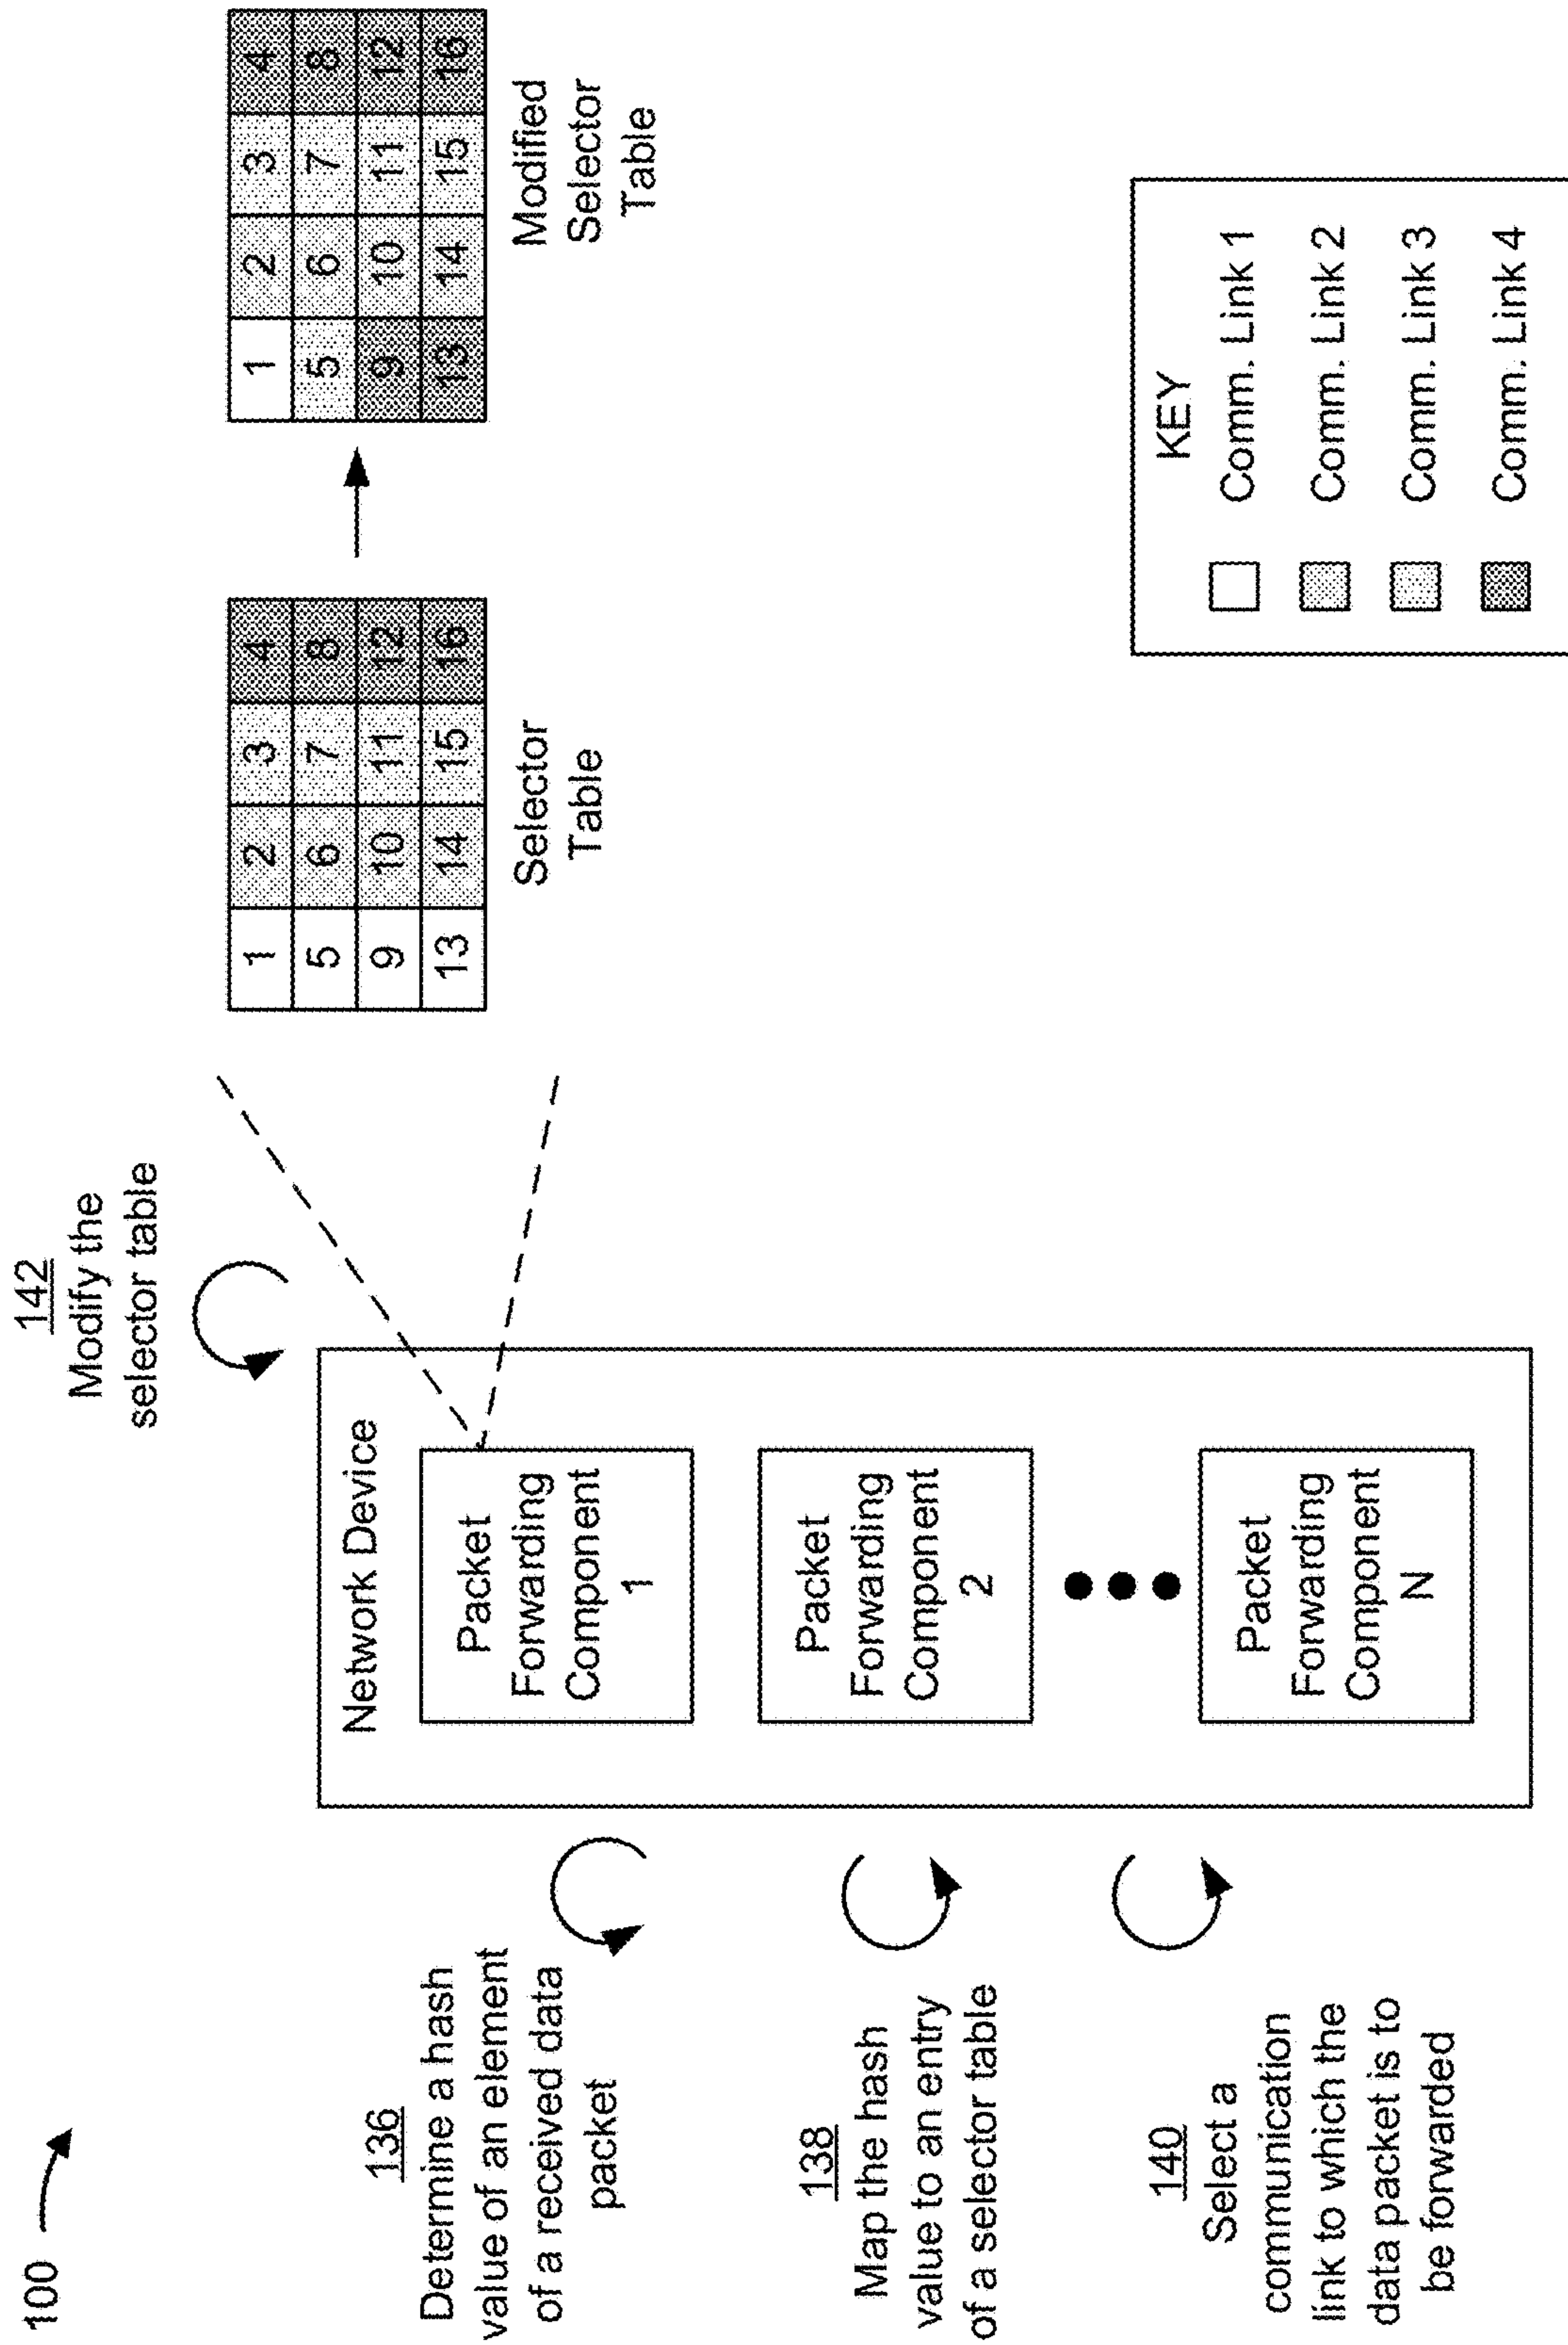 100
136
Determine a hash
value of an element
of a received data
packet
138
Map the hash
value to an entry
of a selector table
140
Select a
communication
link to which the
data packet is to
be forwarded
142
Modify the
selector table
Network Device
Packet
Forwarding
Component
1
Packet
Forwarding
Component
2
Packet
Forwarding
Component
N
1 2 3 4
5 6 7 8
9 10 11 12
13 14 15 16
Selector
Table
1 2 3 4
5 6 7 8
9 10 11 12
13 14 15 16
Modified
Selector
Table
KEY
Comm. Link 1
Comm. Link 2
Comm. Link 3
Comm. Link 4